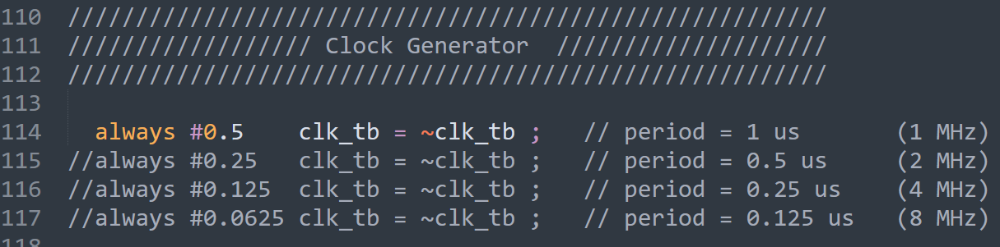 110 ////////////////////////////////////////////////////////
111 ////////////////// Clock Generator  ////////////////////
112 ////////////////////////////////////////////////////////
113
114   always #0.5    clk_tb = ~clk_tb ;   // period = 1 us       (1 MHz)
115 //always #0.25   clk_tb = ~clk_tb ;   // period = 0.5 us     (2 MHz)
116 //always #0.125  clk_tb = ~clk_tb ;   // period = 0.25 us    (4 MHz)
117 //always #0.0625 clk_tb = ~clk_tb ;   // period = 0.125 us   (8 MHz)
118